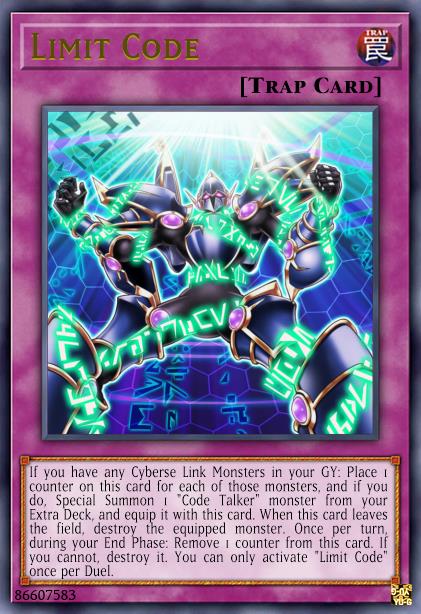 Limit Code
TRAP
罠
[Trap Card]
If you have any Cyberse Link Monsters in your GY: Place 1
counter on this card for each of those monsters, and if you
do, Special Summon 1 "Code Talker" monster from your
Extra Deck, and equip it with this card. When this card leaves
the field, destroy the equipped monster. Once per turn,
during your End Phase: Remove 1 counter from this card. If
you cannot, destroy it. You can only activate "Limit Code"
once per Duel.
86607583